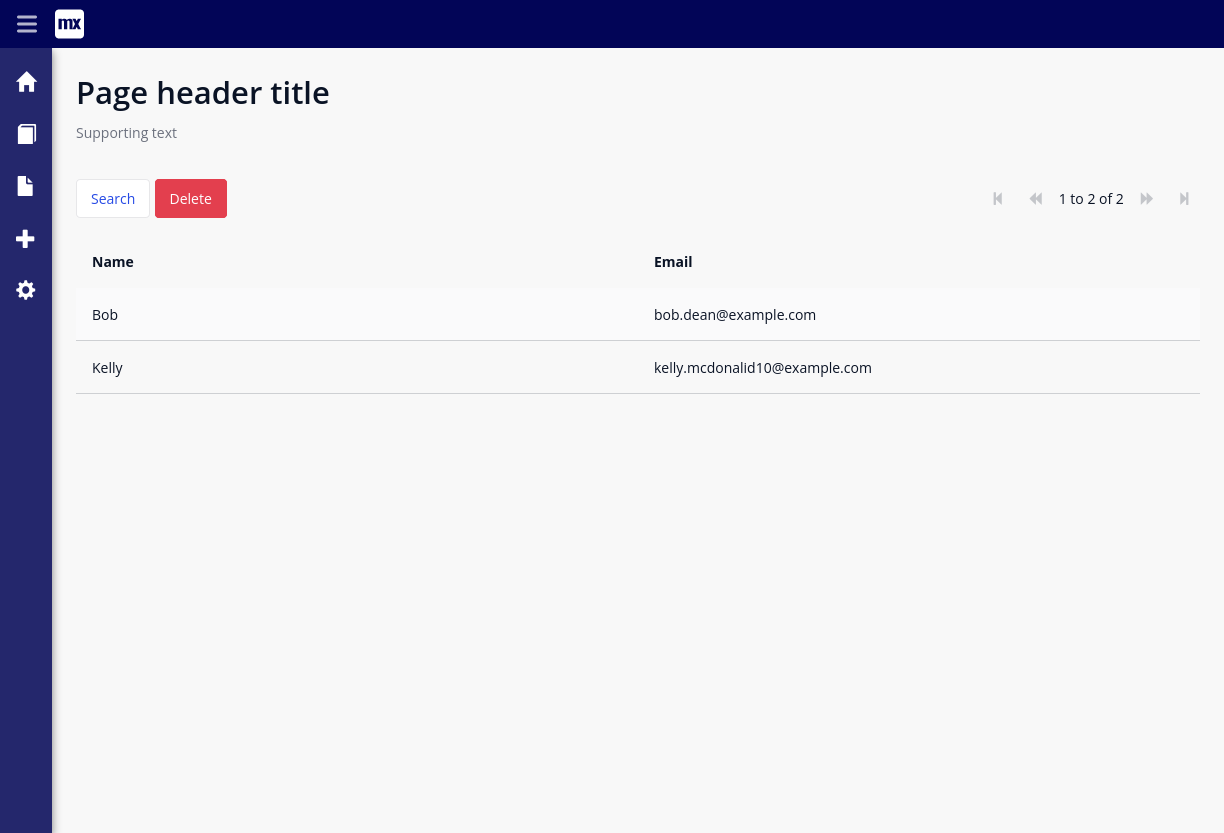 mx
Page header title
Supporting text
Search Delete 1 to 2 of 2
Name Email
Bob bob.dean@example.com
Kelly kelly.mcdonalid10@example.com